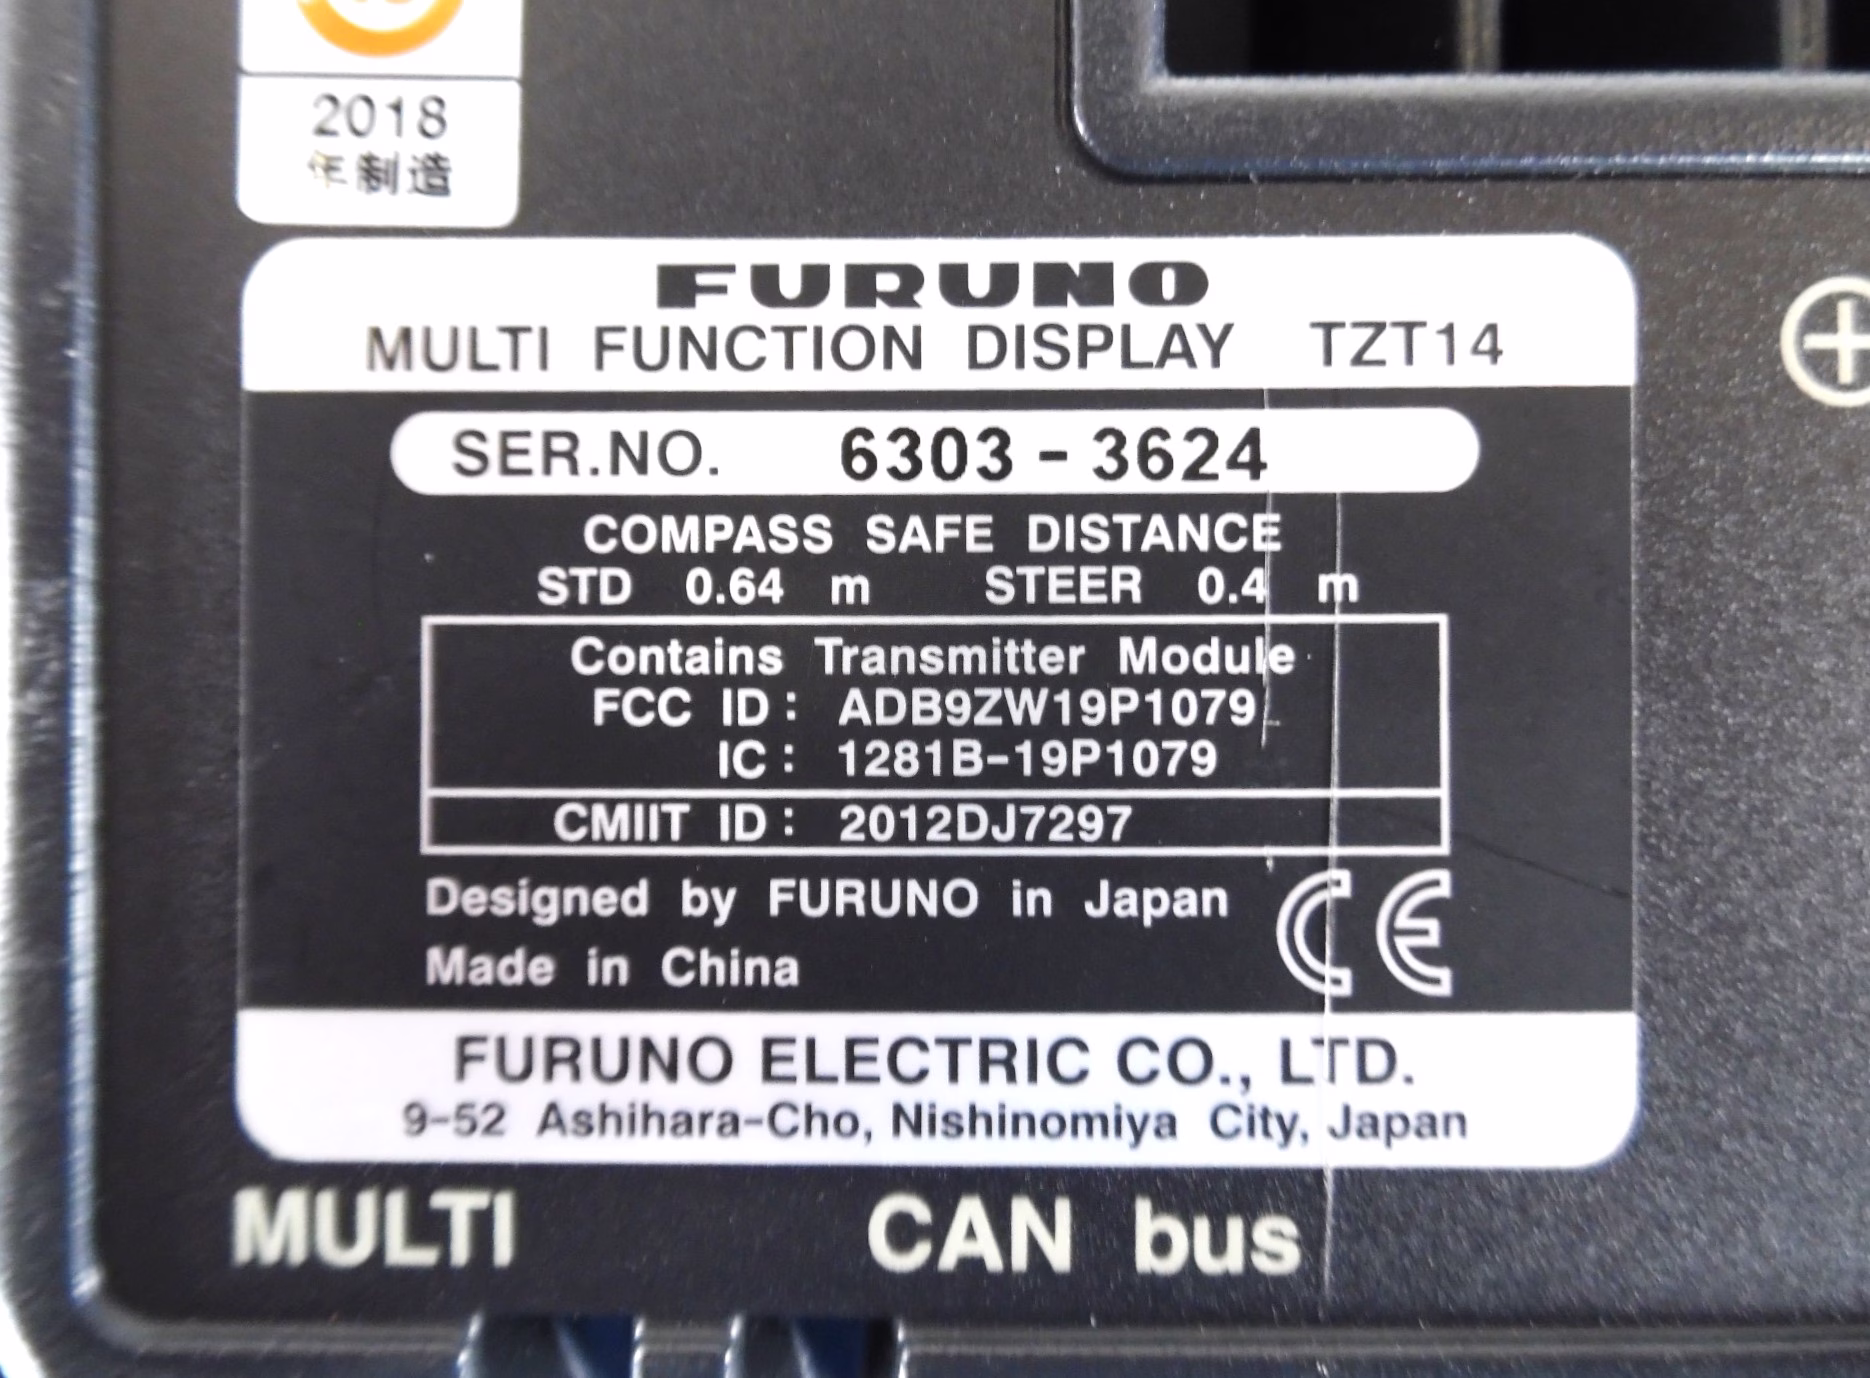 2018
年制造
FURUNO
MULTI FUNCTION DISPLAY TZT14
SER.NO. 6303-3624
COMPASS SAFE DISTANCE
STD 0.64 m STEER 0.4 m
Contains Transmitter Module
FCC ID: ADB9ZW19P1079
IC: 1281B-19P1079
CMIIT ID: 2012DJ7297
Designed by FURUNO in Japan
Made in China
CE
FURUNO ELECTRIC CO., LTD.
9-52 Ashihara-Cho, Nishinomiya City, Japan
MULTI CAN bus